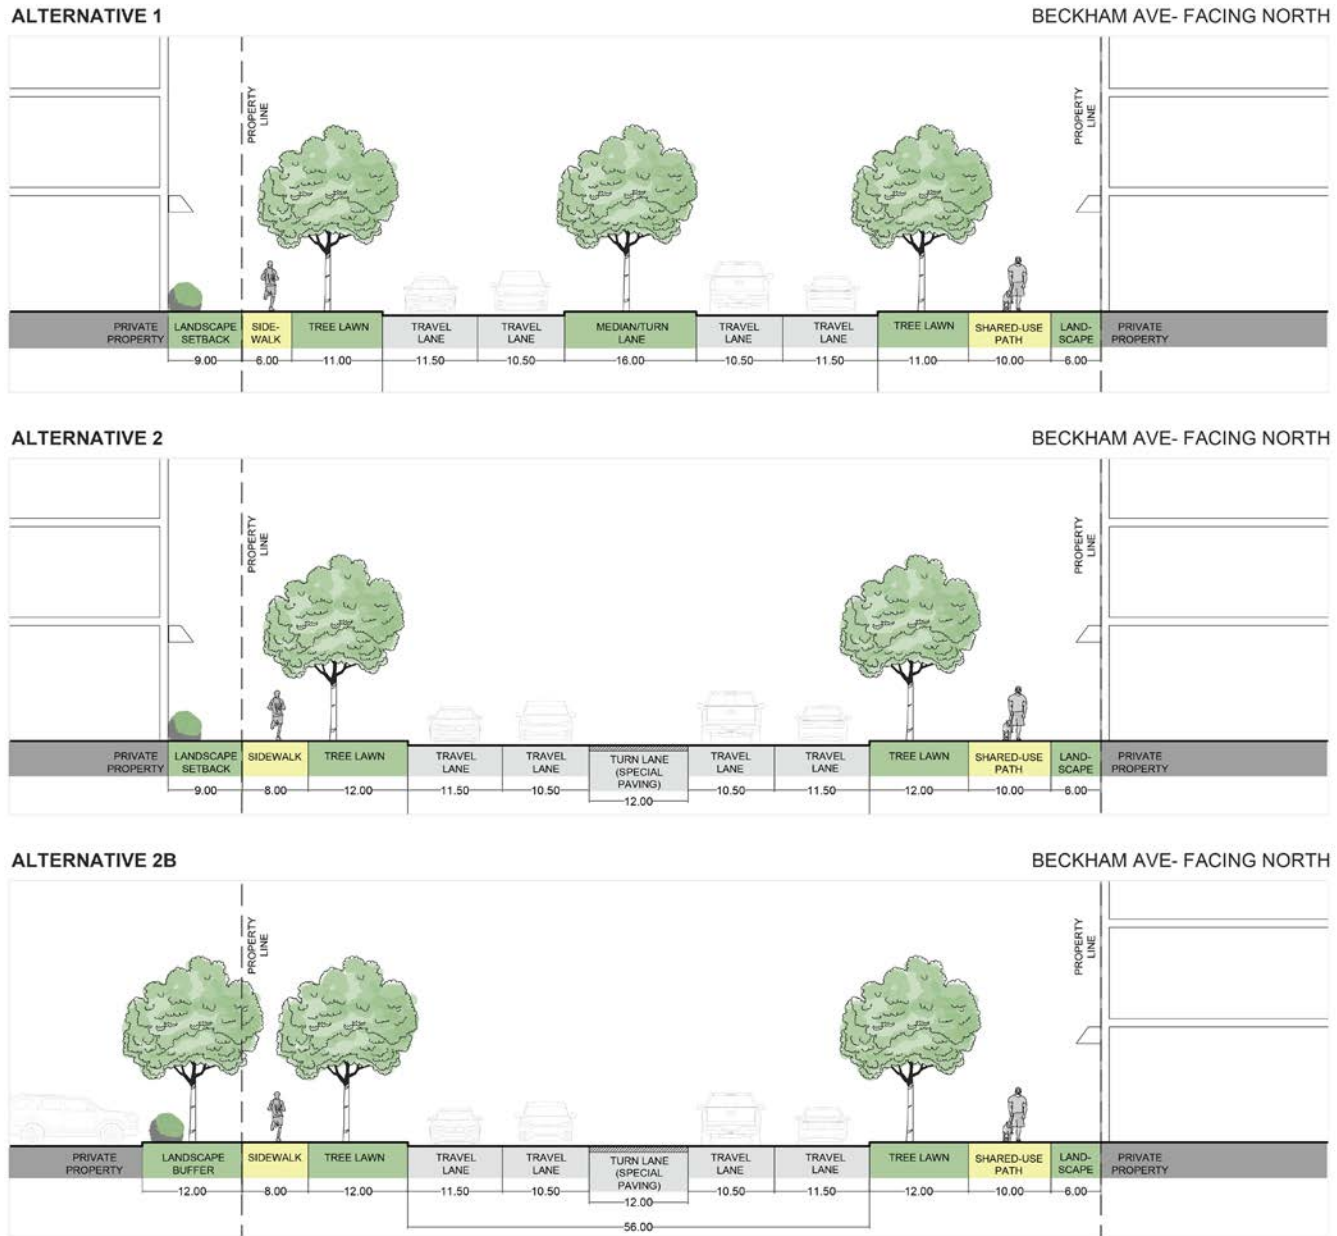 ALTERNATIVE 1
BECKHAM AVE- FACING NORTH
PROPERTY
LINE
PROPERTY
LINE
PRIVATE
PROPERTY
LANDSCAPE
SETBACK
SIDE-
WALK
TREE LAWN
TRAVEL
LANE
TRAVEL
LANE
MEDIAN/TURN
LANE
TRAVEL
LANE
TRAVEL
LANE
TREE LAWN
SHARED-USE
PATH
LAND-
SCAPE
PRIVATE
PROPERTY
9.00 6.00 11.00 11.50 10.50 16.00 10.50 11.50 11.00 10.00 6.00
ALTERNATIVE 2
BECKHAM AVE- FACING NORTH
PROPERTY
LINE
PROPERTY
LINE
PRIVATE
PROPERTY
LANDSCAPE
SETBACK
SIDEWALK
TREE LAWN
TRAVEL
LANE
TRAVEL
LANE
TURN LANE
(SPECIAL
PAVING)
TRAVEL
LANE
TRAVEL
LANE
TREE LAWN
SHARED-USE
PATH
LAND-
SCAPE
PRIVATE
PROPERTY
9.00 8.00 12.00 11.50 10.50 10.50 11.50 12.00 10.00 6.00
12.00
ALTERNATIVE 2B
BECKHAM AVE- FACING NORTH
PROPERTY
LINE
PROPERTY
LINE
PRIVATE
PROPERTY
LANDSCAPE
BUFFER
SIDEWALK
TREE LAWN
TRAVEL
LANE
TRAVEL
LANE
TURN LANE
(SPECIAL
PAVING)
TRAVEL
LANE
TRAVEL
LANE
TREE LAWN
SHARED-USE
PATH
LAND-
SCAPE
PRIVATE
PROPERTY
12.00 8.00 12.00 11.50 10.50 10.50 11.50 12.00 10.00 6.00
12.00
56.00